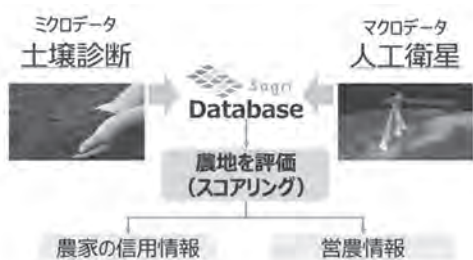 ミクロデータ
土壌診断
マクロデータ
人工衛星
Sagri
Database
農地を評価
(スコアリング)
農家の信用情報
営農情報